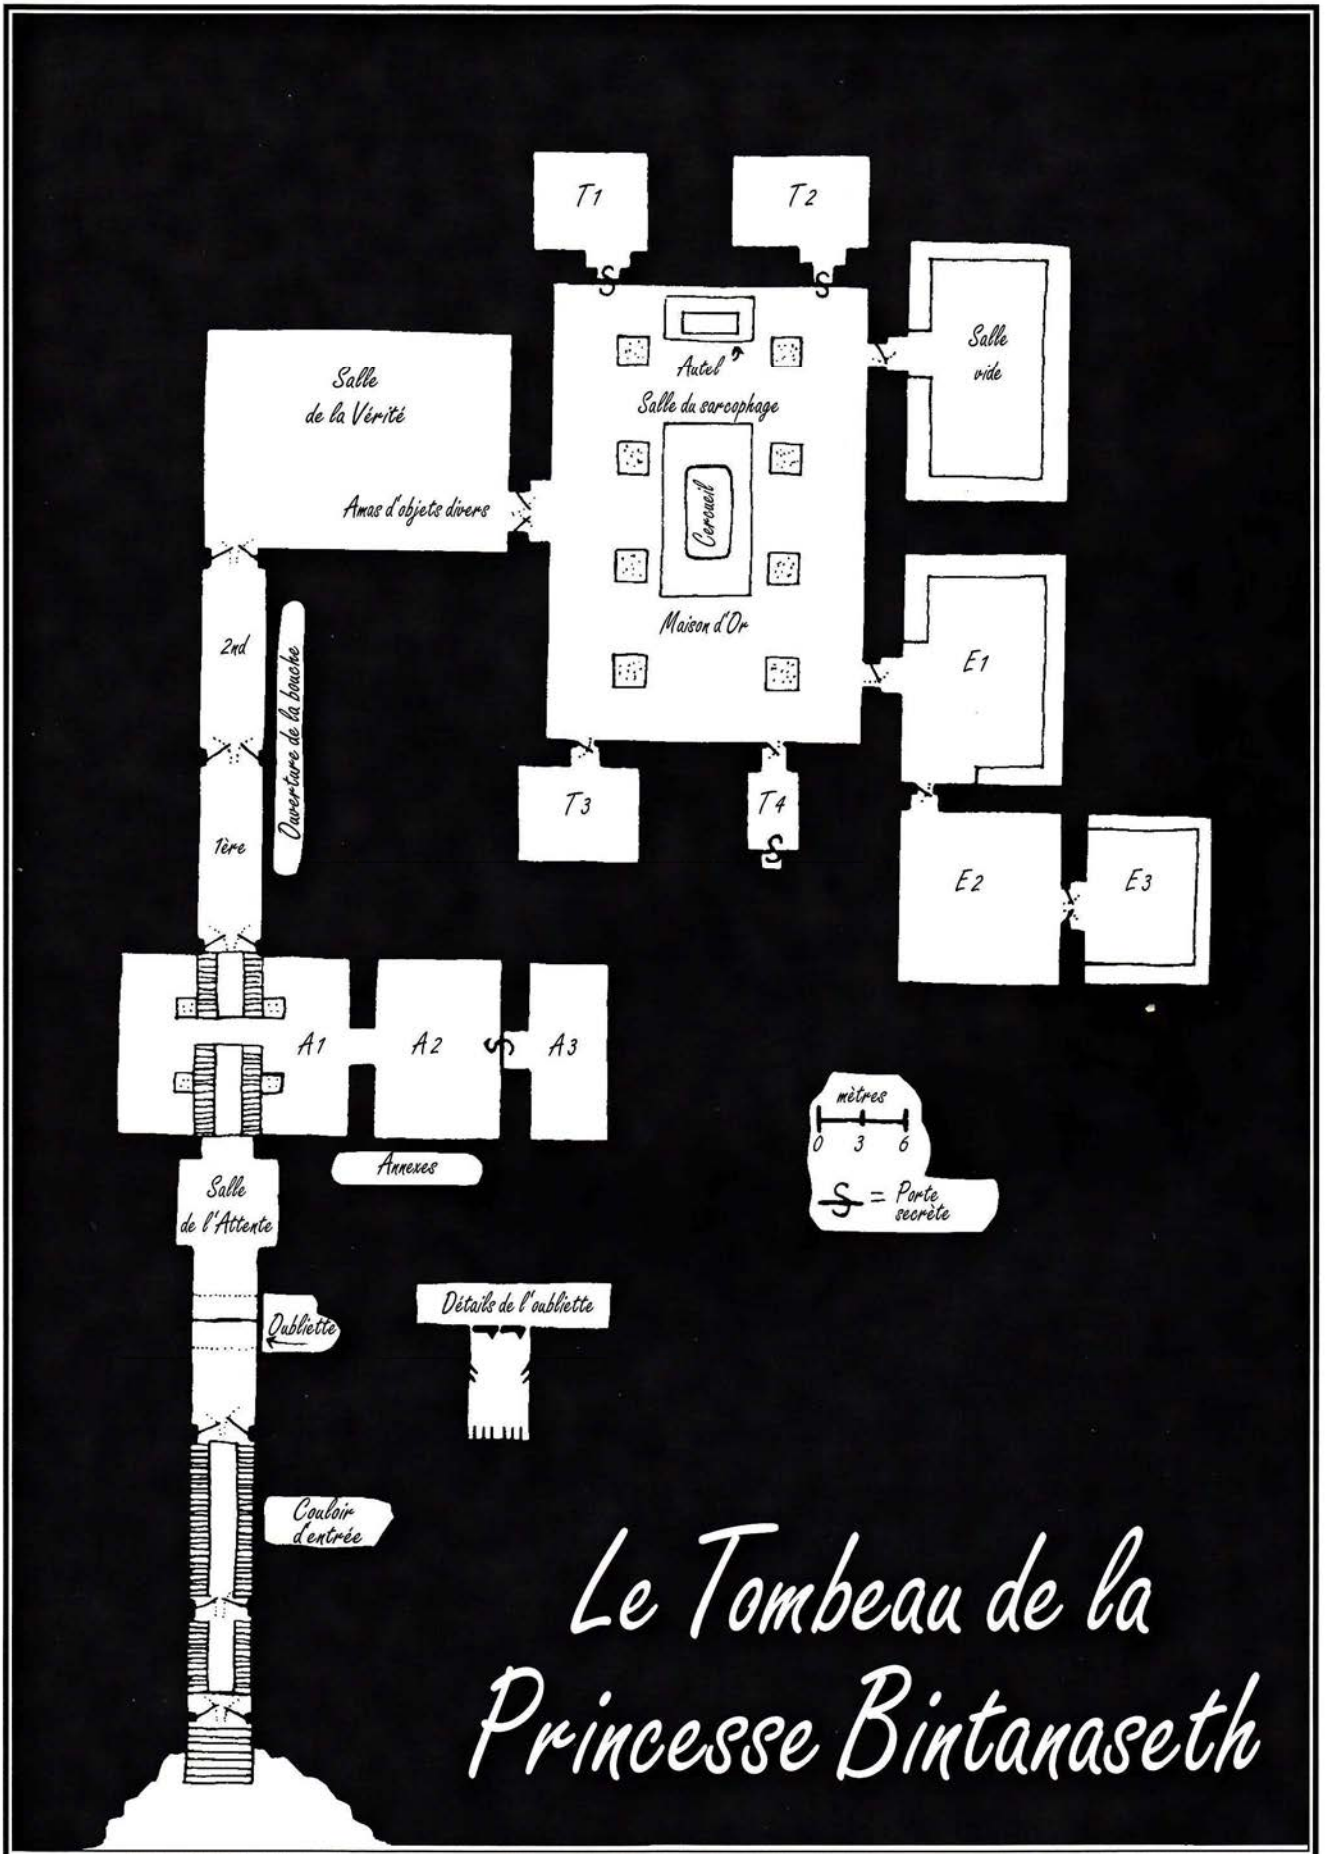 T1
T2
Salle
vide
Autel
Salle du sarcophage
Salle
de la Vérité
Cercueil
Amas d'objets divers
Maison d'Or
2nd
Ouverture de la bouche
E1
1ère
T3
T4
E2
E3
A1
A2
A3
S
S
S
S
mètres
0 3 6
S = Porte
secrète
Annexes
Salle
de l'Attente
Détails de l'oubliette
Oubliette
Couloir
d'entrée
Le Tombeau de la
Princesse Bintanaseth